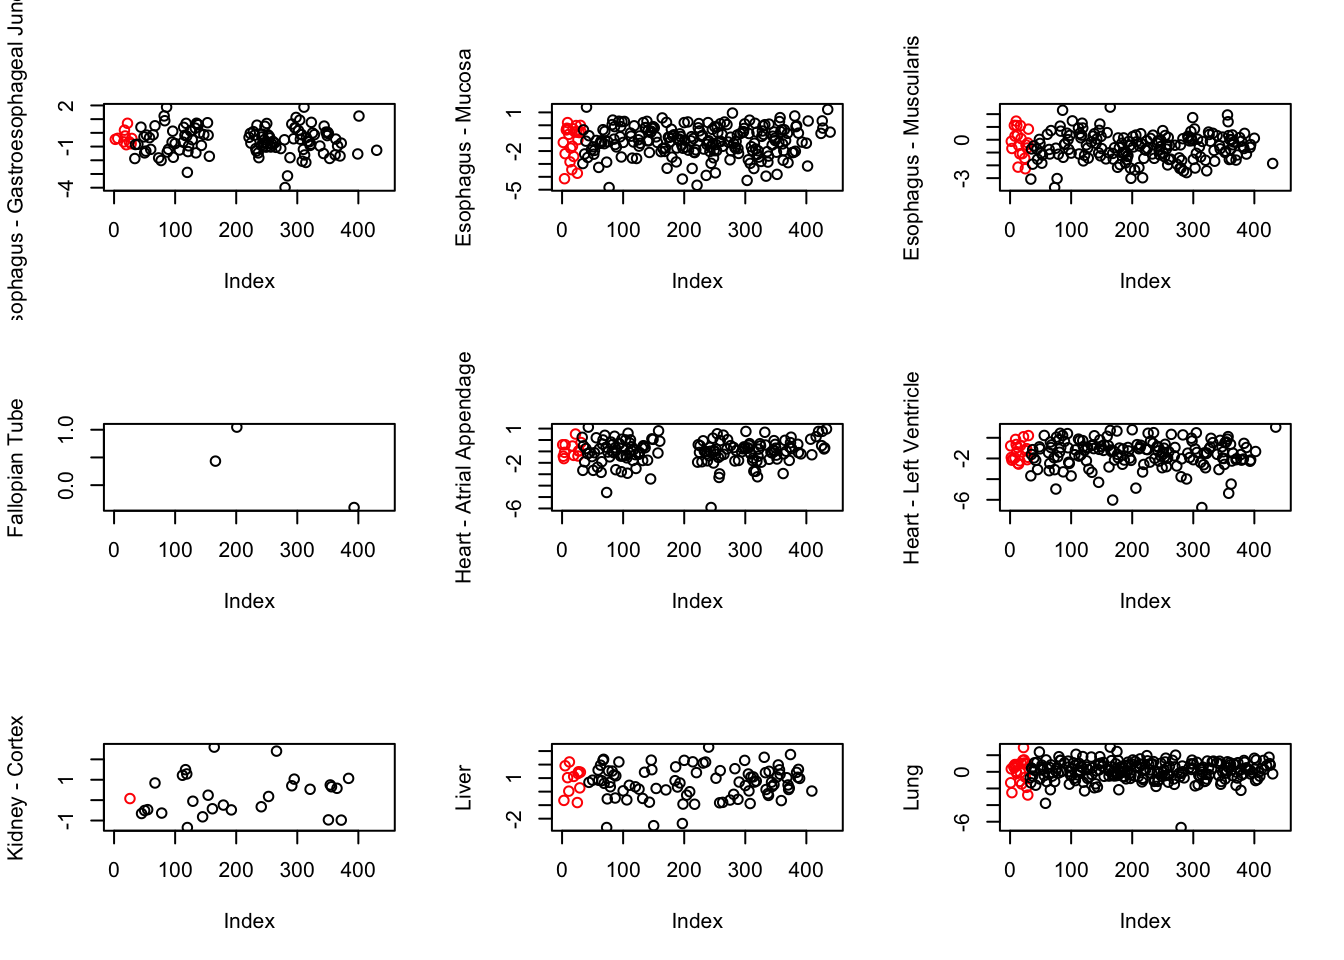 sophagus - Gastroesophageal Junc
2
-1
-4
0 100 200 300 400
Index
Esophagus - Mucosa
1
-2
-5
0 100 200 300 400
Index
Esophagus - Muscularis
0
-3
0 100 200 300 400
Index
Fallopian Tube
1.0
0.0
0 100 200 300 400
Index
Heart - Atrial Appendage
1
-2
-6
0 100 200 300 400
Index
Heart - Left Ventricle
-2
-6
0 100 200 300 400
Index
Kidney - Cortex
1
-1
0 100 200 300 400
Index
Liver
1
-2
0 100 200 300 400
Index
Lung
0
-6
0 100 200 300 400
Index